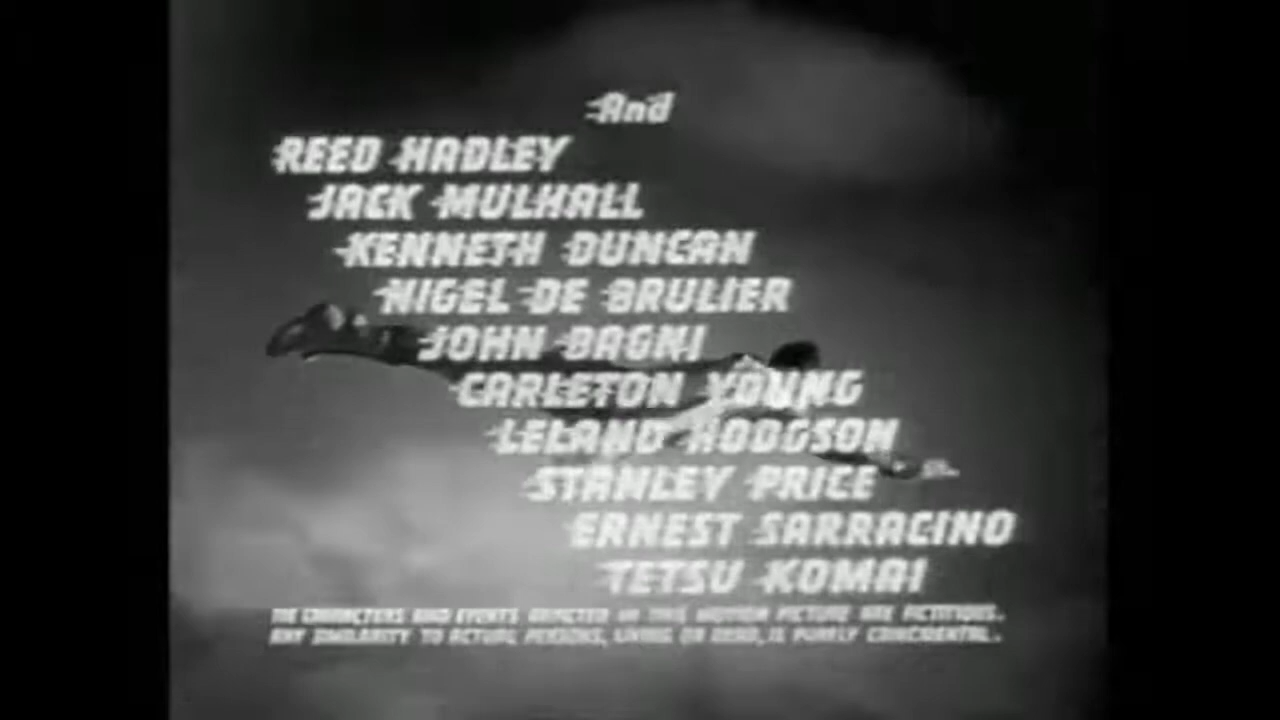 And
REED HADLEY
JACK MULHALL
KENNETH DUNCAN
NIGEL DE BRULIER
JOHN BAGNI
CARLETON YOUNG
LELAND HODGSON
STANLEY PRICE
ERNEST SARRACINO
TETSU KOMAI
THE CHARACTERS AND EVENTS DEPICTED IN THIS MOTION PICTURE ARE FICTITIOUS.
ANY SIMILARITY TO ACTUAL PERSONS, LIVING OR DEAD, IS PURELY COINCIDENTAL.